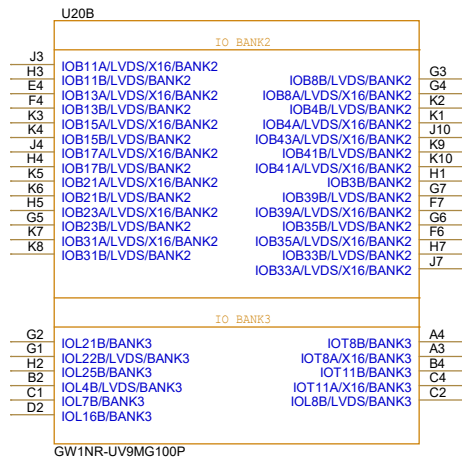 U20B
IO BANK2
J3 IOB11A/LVDS/X16/BANK2
H3 IOB11B/LVDS/BANK2
E4 IOB13A/LVDS/X16/BANK2
F4 IOB13B/LVDS/BANK2
K3 IOB15A/LVDS/X16/BANK2
K4 IOB15B/LVDS/BANK2
J4 IOB17A/LVDS/X16/BANK2
H4 IOB17B/LVDS/BANK2
K5 IOB21A/LVDS/X16/BANK2
K6 IOB21B/LVDS/BANK2
H5 IOB23A/LVDS/X16/BANK2
G5 IOB23B/LVDS/BANK2
K7 IOB31A/LVDS/X16/BANK2
K8 IOB31B/LVDS/BANK2
IOB8B/LVDS/BANK2 G3
IOB8A/LVDS/X16/BANK2 G4
IOB4B/LVDS/BANK2 K2
IOB4A/LVDS/X16/BANK2 K1
IOB43A/LVDS/X16/BANK2 J10
IOB41B/LVDS/BANK2 K9
IOB41A/LVDS/X16/BANK2 K10
IOB3B/BANK2 H1
IOB39B/LVDS/BANK2 G7
IOB39A/LVDS/X16/BANK2 F7
IOB35B/LVDS/BANK2 G6
IOB35A/LVDS/X16/BANK2 F6
IOB33B/LVDS/BANK2 H7
IOB33A/LVDS/X16/BANK2 J7
IO BANK3
G2 IOL21B/BANK3
G1 IOL22B/LVDS/BANK3
H2 IOL25B/BANK3
B2 IOL4B/LVDS/BANK3
C1 IOL7B/BANK3
D2 IOL16B/BANK3
IOT8B/BANK3 A4
IOT8A/X16/BANK3 A3
IOT11B/BANK3 B4
IOT11A/X16/BANK3 C4
IOL8B/LVDS/BANK3 C2
GW1NR-UV9MG100P